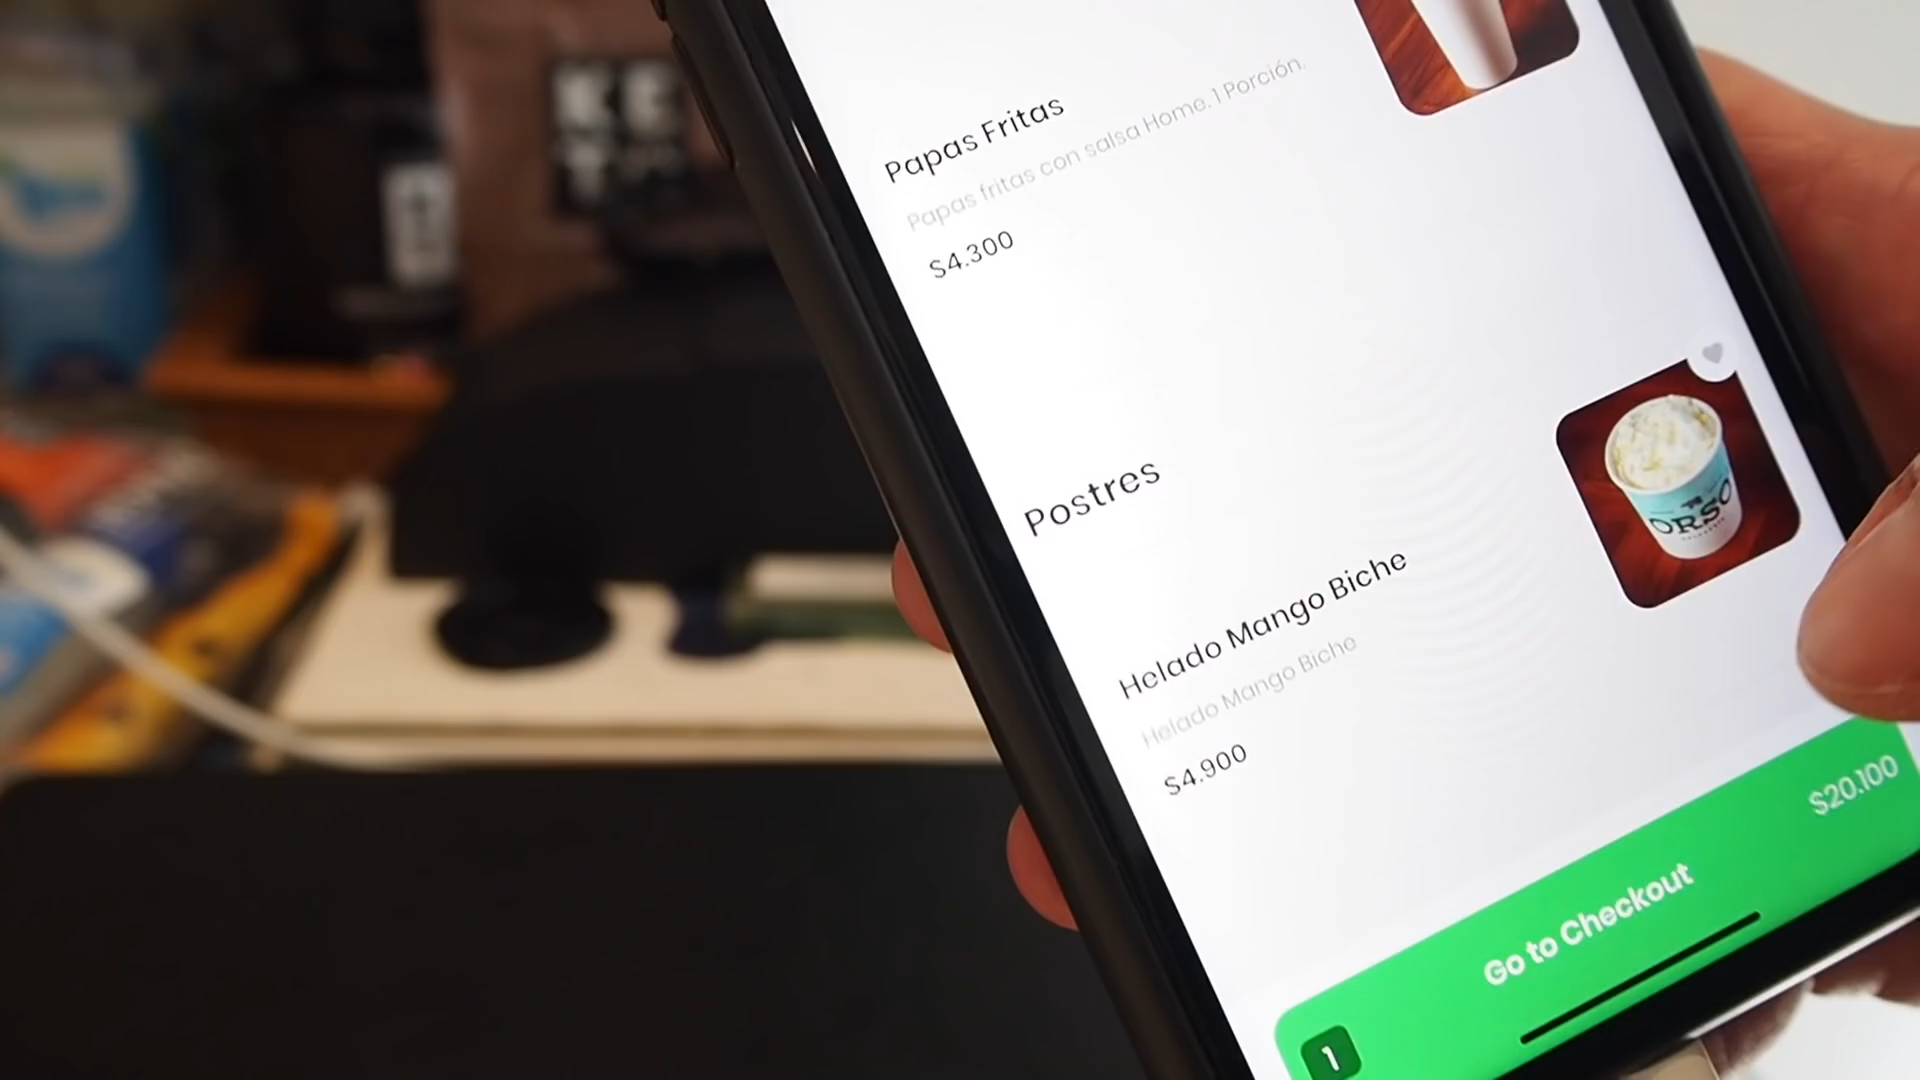 Papas Fritas
Papas fritas con salsa Home. 1 Porción.
$4.300
Postres
Helado Mango Biche
Helado Mango Biche
$4.900
$20.100
Go to Checkout
1